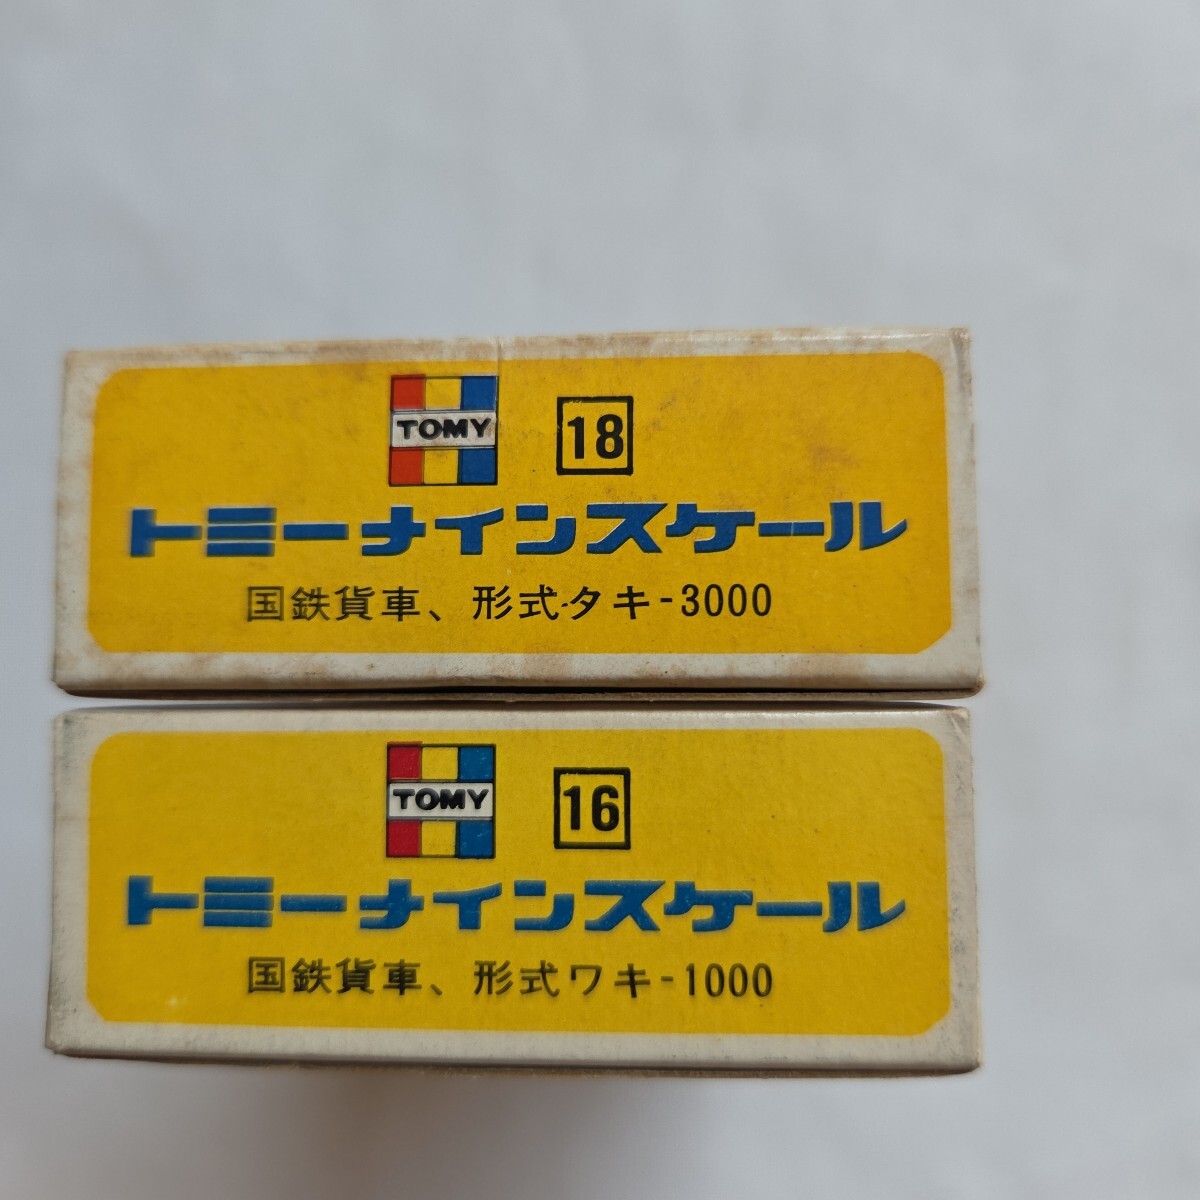 TOMY
18
トミーナインスケール
国鉄貨車、形式タキ-3000
TOMY
16
トミーナインスケール
国鉄貨車、形式ワキ-1000